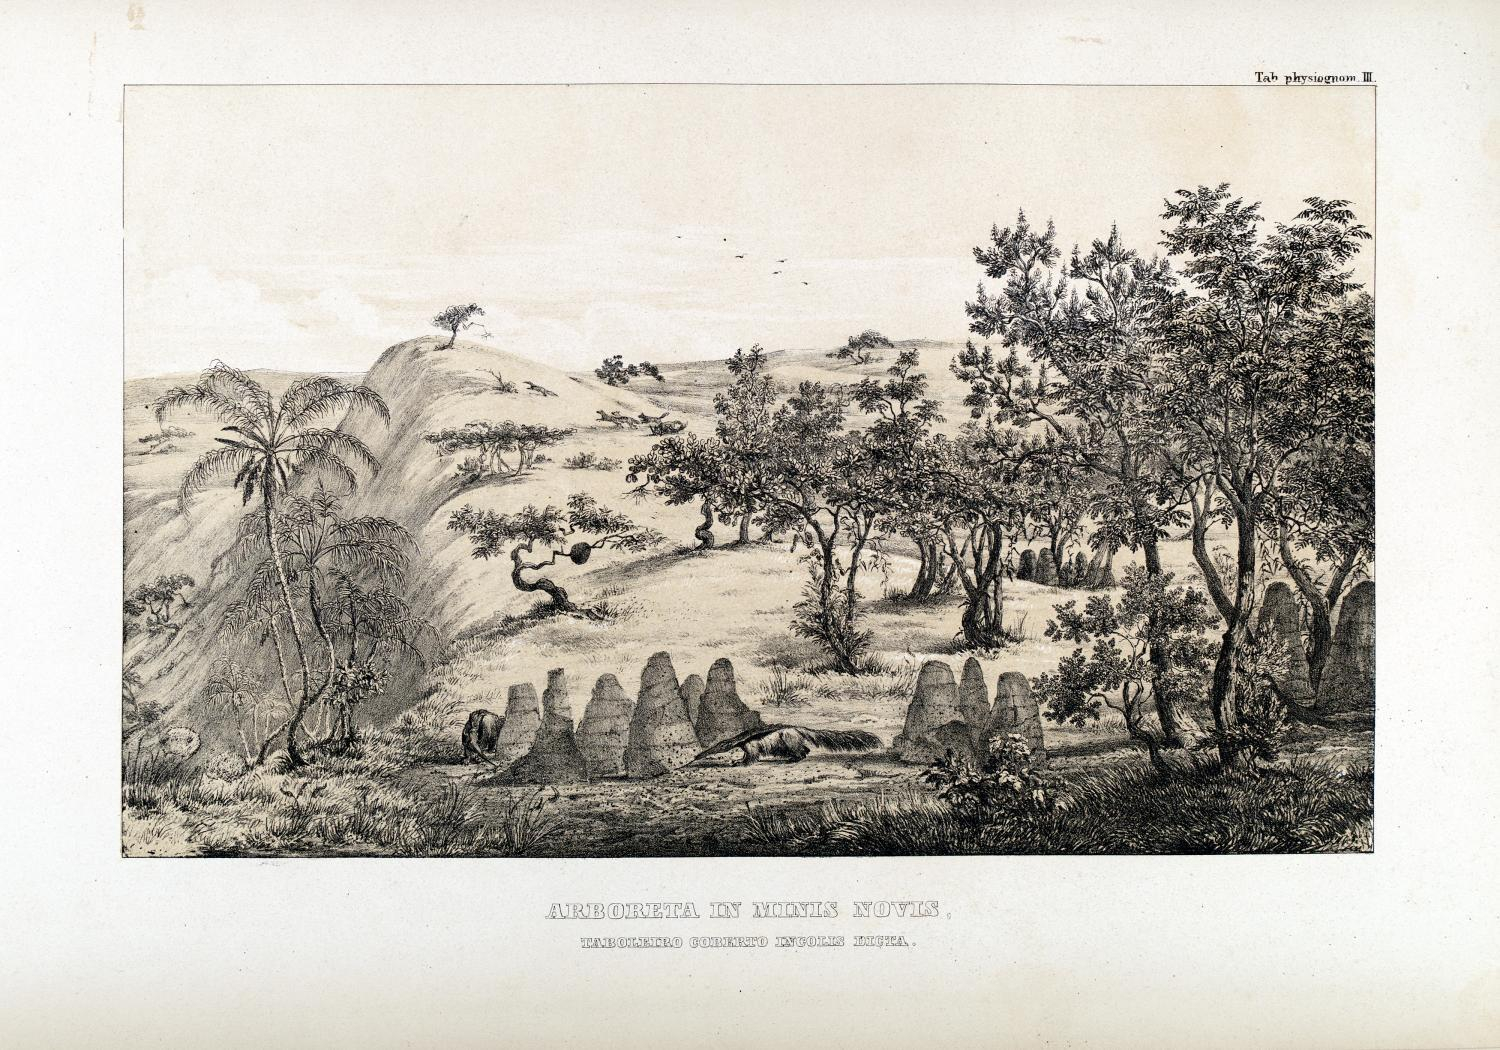 Tab physiognom. III.
ARBORETA IN MINIS NOVIS,
TABOLEIRO COBERTO INCOLIS DICTA.